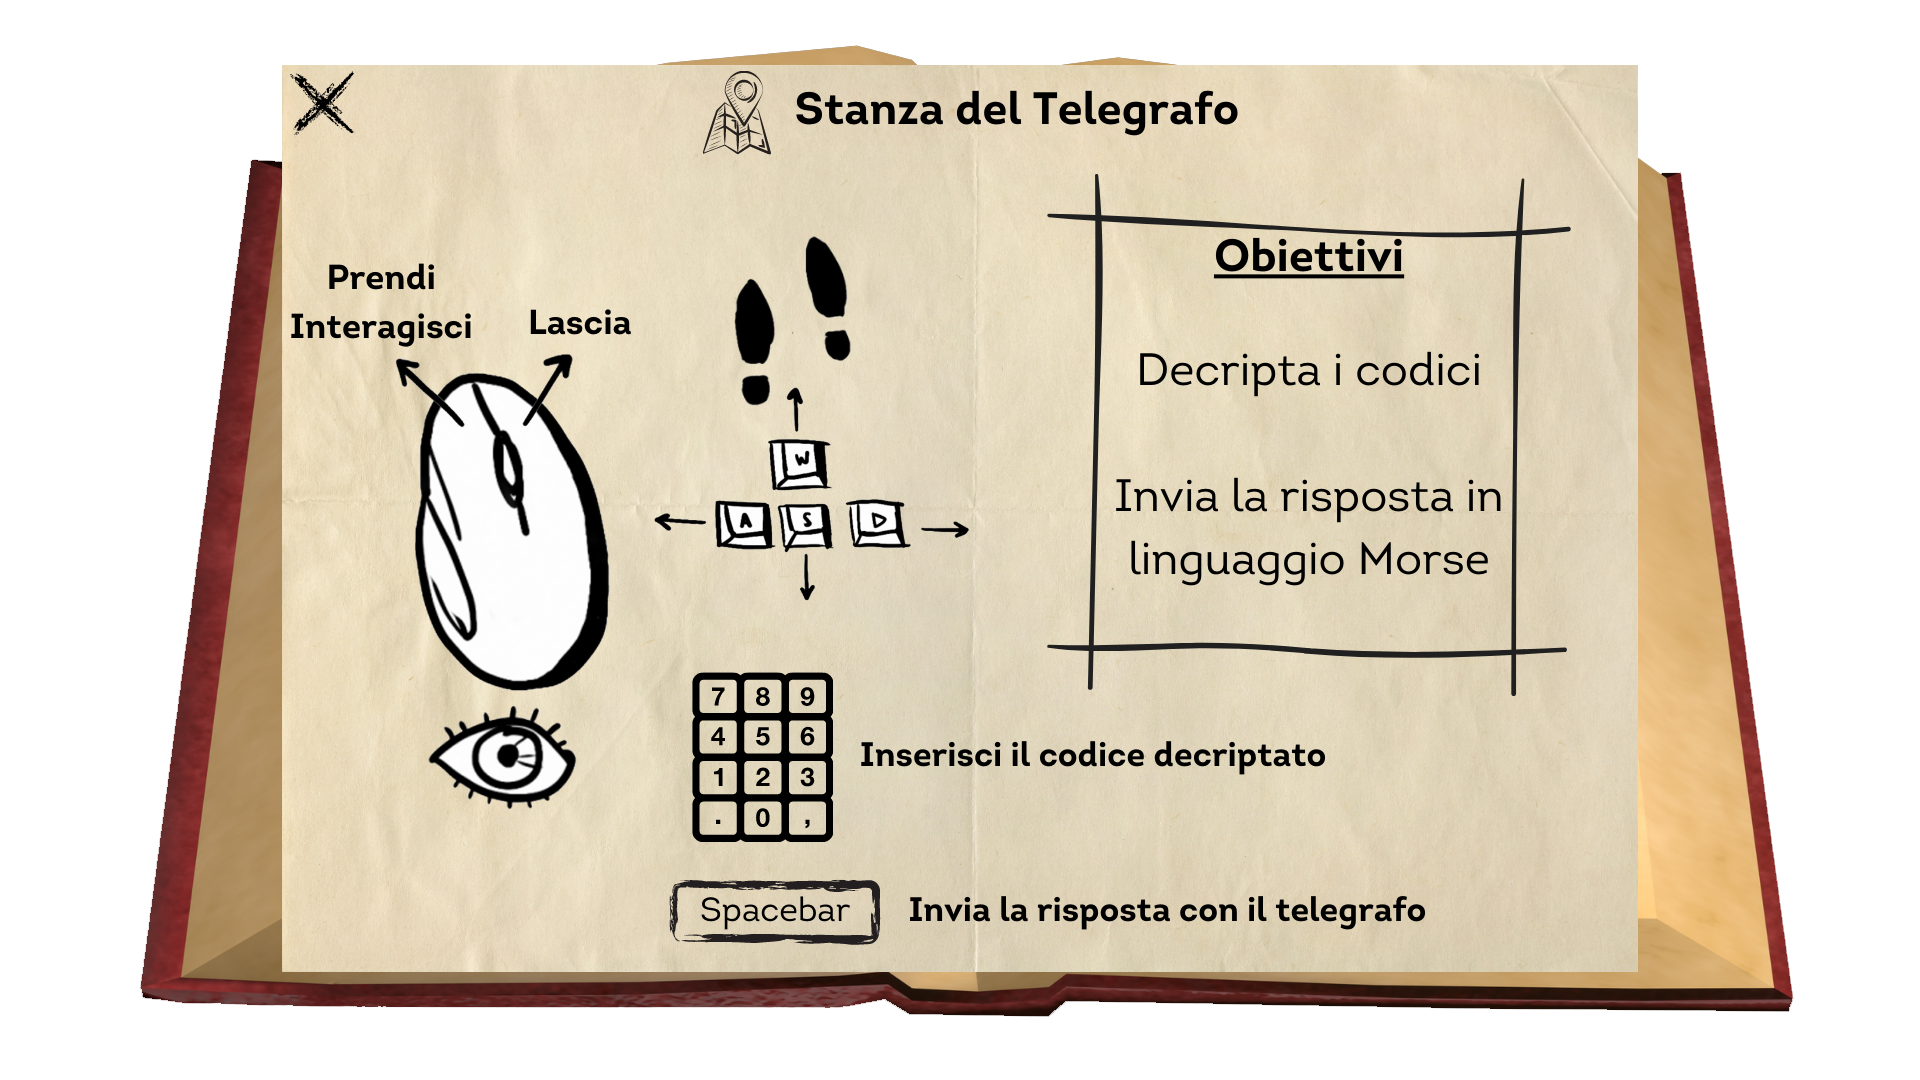 Stanza del Telegrafo
Prendi
Interagisci
Lascia
W
A S D
Obiettivi
Decripta i codici
Invia la risposta in
linguaggio Morse
7 8 9
4 5 6
1 2 3
. 0 ,
Inserisci il codice decriptato
Spacebar
Invia la risposta con il telegrafo